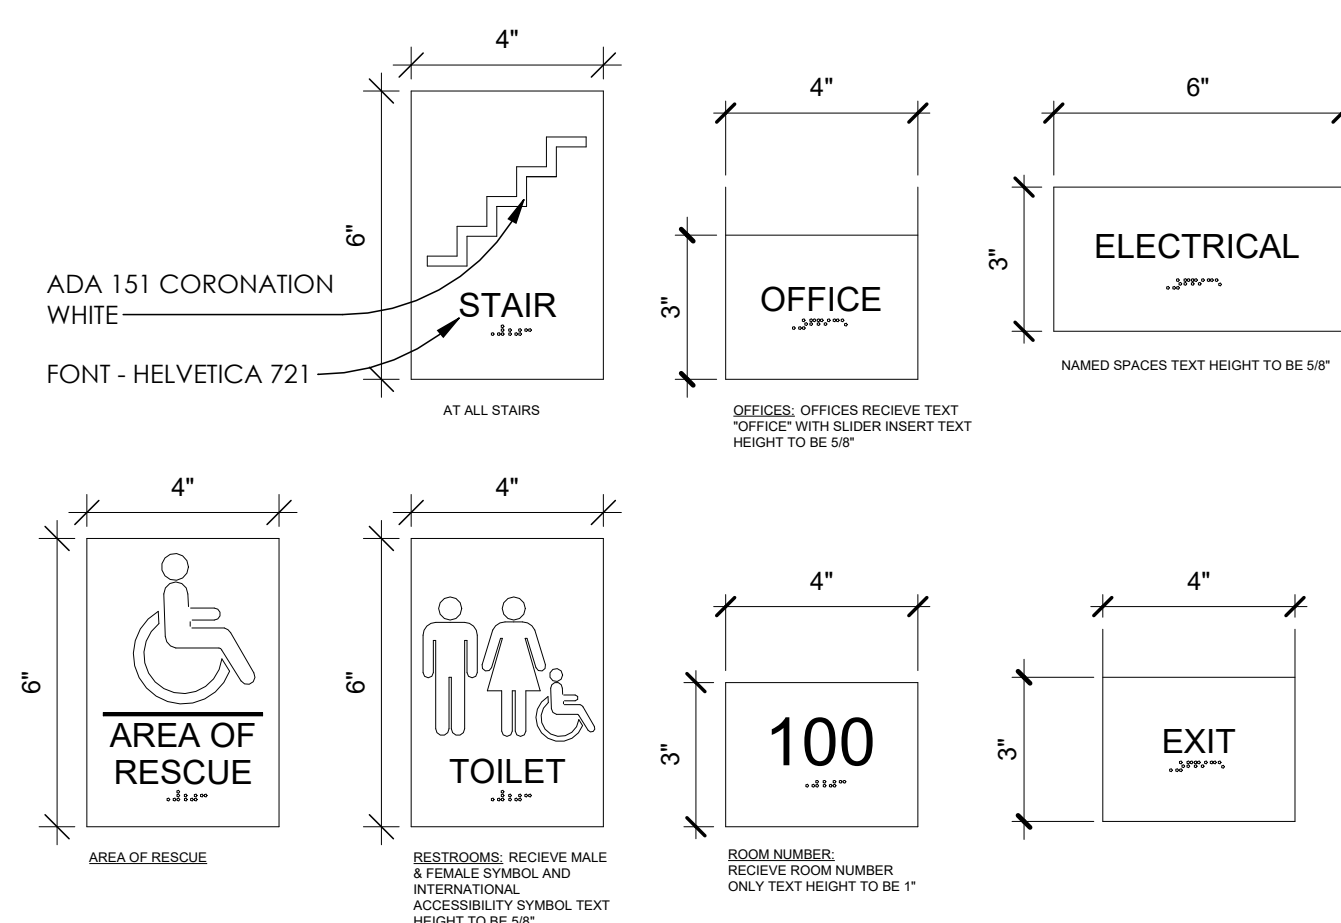 4"
6"
ADA 151 CORONATION
WHITE
FONT - HELVETICA 721
STAIR
AT ALL STAIRS
4"
3"
OFFICE
OFFICES: OFFICES RECIEVE TEXT
"OFFICE" WITH SLIDER INSERT TEXT
HEIGHT TO BE 5/8"
6"
3"
ELECTRICAL
NAMED SPACES TEXT HEIGHT TO BE 5/8"
4"
6"
AREA OF
RESCUE
AREA OF RESCUE
4"
6"
TOILET
RESTROOMS: RECIEVE MALE
& FEMALE SYMBOL AND
INTERNATIONAL
ACCESSIBILITY SYMBOL TEXT
HEIGHT TO BE 5/8"
4"
3"
100
ROOM NUMBER:
RECIEVE ROOM NUMBER
ONLY TEXT HEIGHT TO BE 1"
4"
3"
EXIT